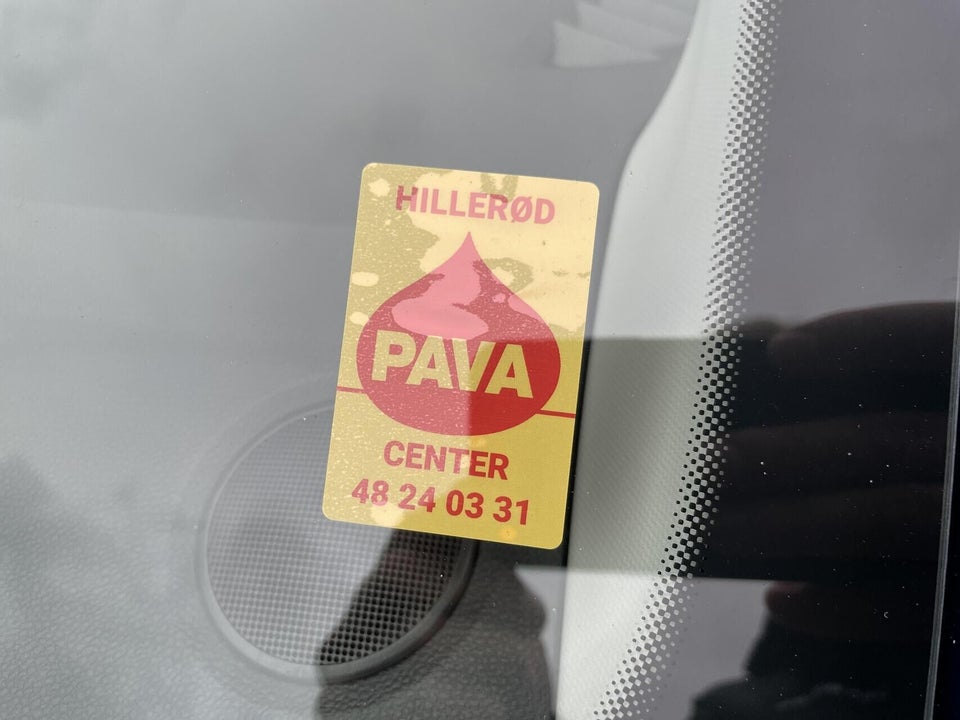 HILLERØD
PAVA
CENTER
48 24 03 31